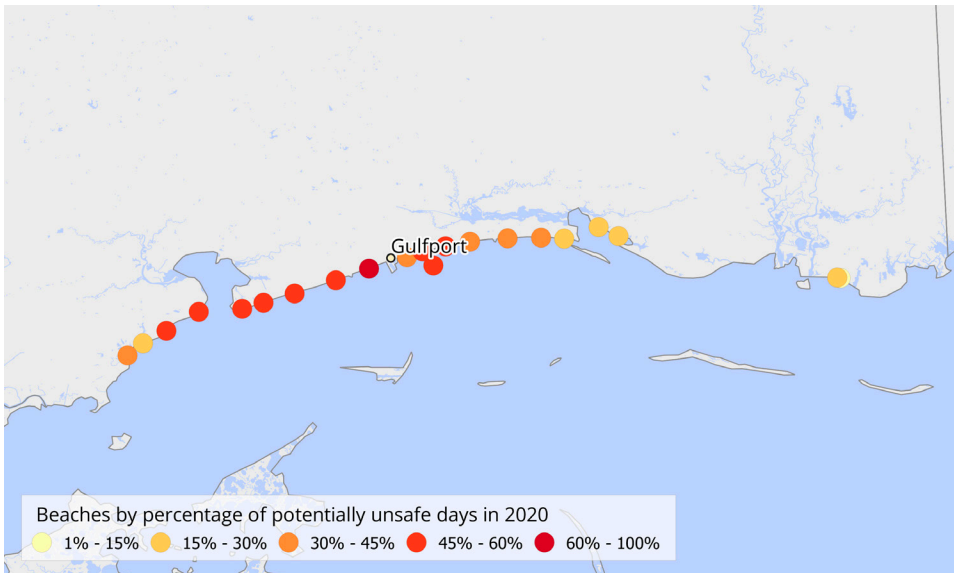 Gulfport
Beaches by percentage of potentially unsafe days in 2020
1% - 15% 15% - 30% 30% - 45% 45% - 60% 60% - 100%